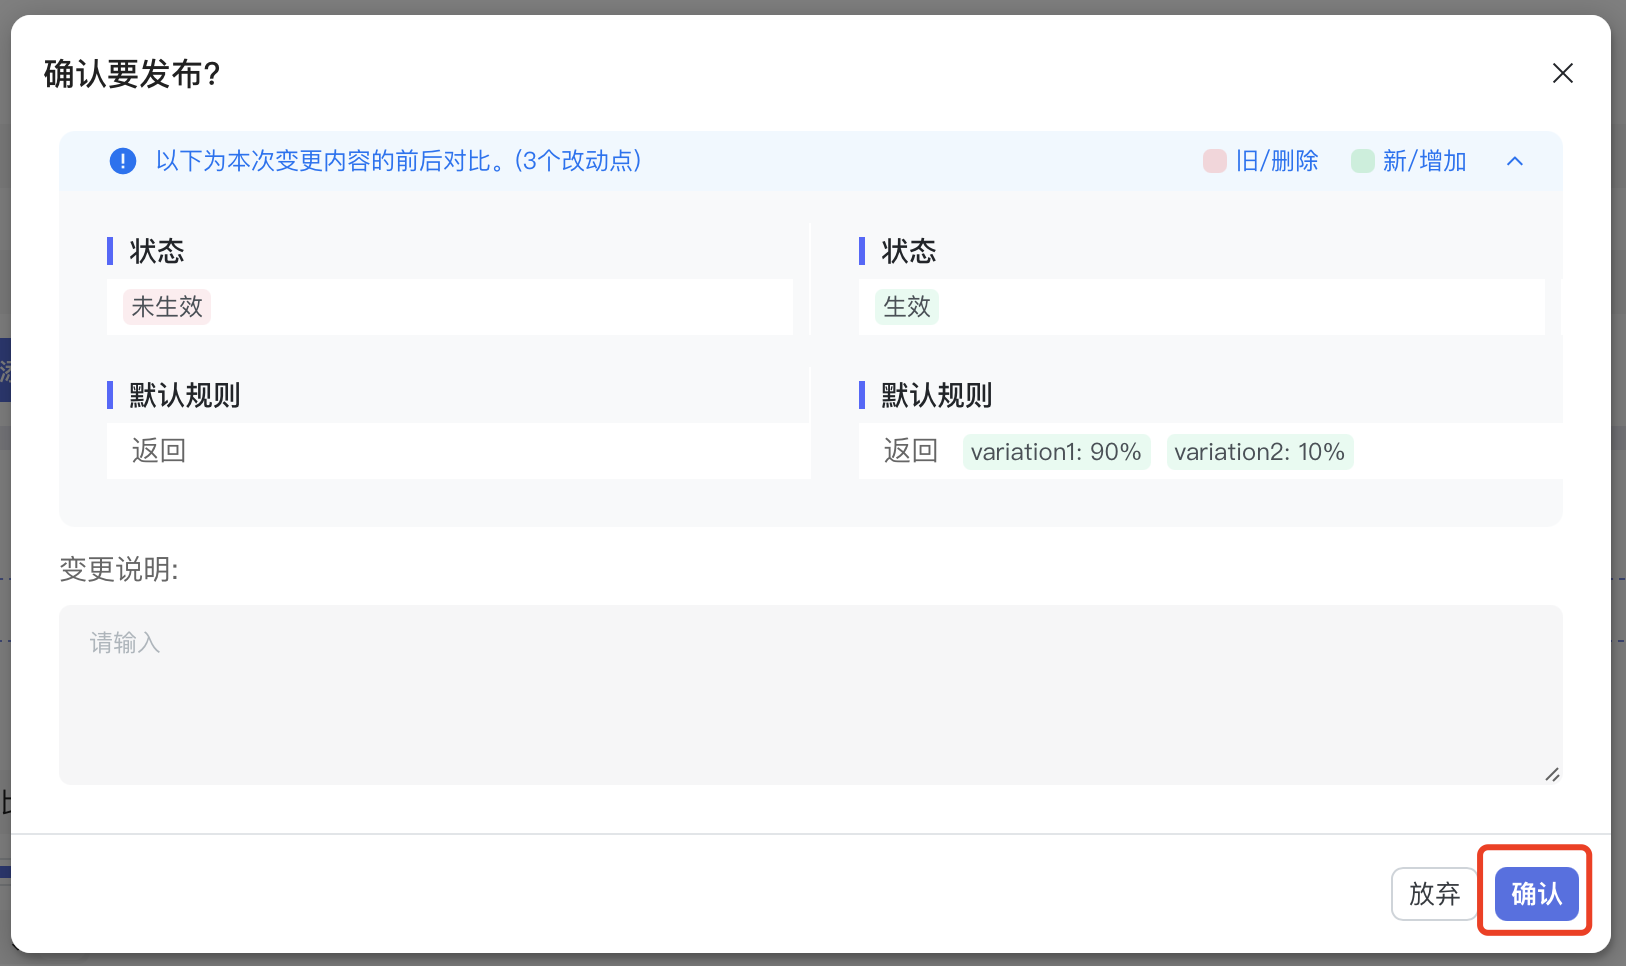 确认要发布?
以下为本次变更内容的前后对比。(3个改动点)
旧/删除 新/增加
状态
未生效
状态
生效
默认规则
返回
默认规则
返回 variation1: 90% variation2: 10%
变更说明:
请输入
放弃 确认